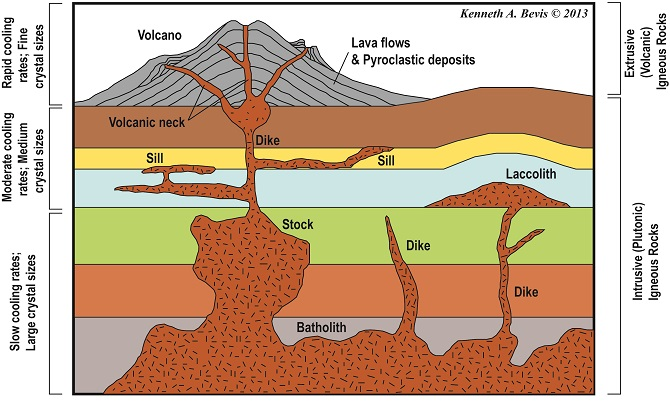 Kenneth A. Bevis © 2013
Rapid cooling
rates; Fine
crystal sizes
Volcano
Lava flows
& Pyroclastic deposits
Extrusive
(Volcanic)
Igneous Rocks
Volcanic neck
Moderate cooling
rates; Medium
crystal sizes
Dike
Sill
Sill
Laccolith
Stock
Dike
Intrusive (Plutonic)
Igneous Rocks
Slow cooling rates;
Large crystal sizes
Dike
Batholith